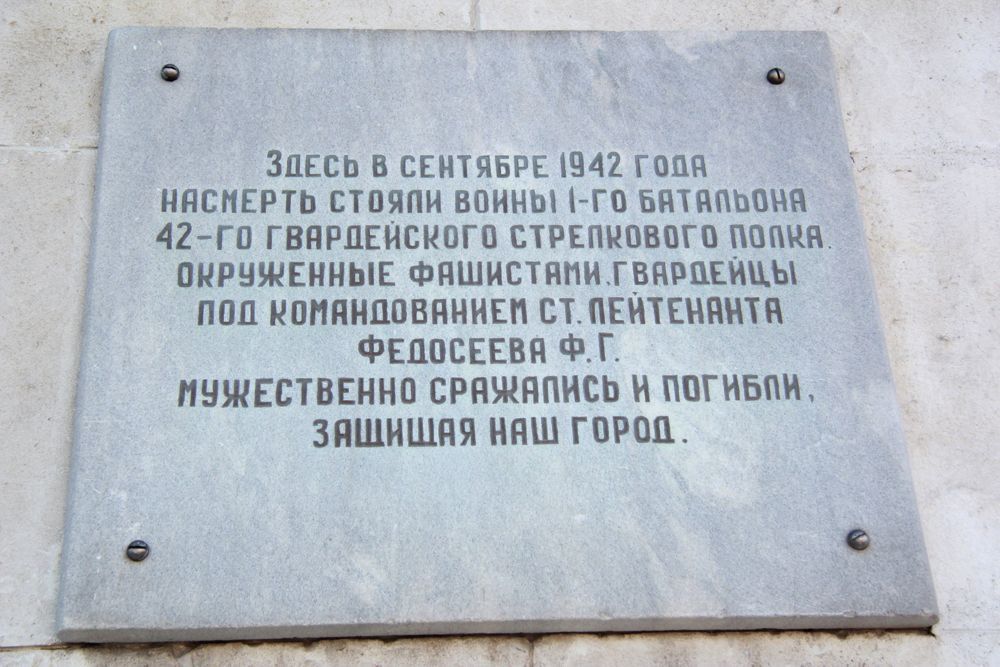 Здесь в сентябре 1942 года
насмерть стояли воины 1-го батальона
42-го гвардейского стрелкового полка.
окруженные фашистами. гвардейцы
под командованием ст. лейтенанта
Федосеева Ф. Г.
мужественно сражались и погибли,
защищая наш город.